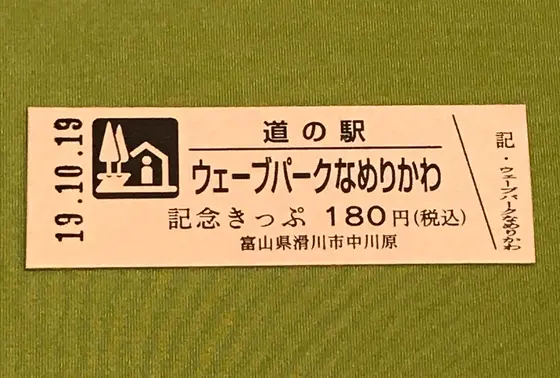 19.10.19
道の駅
ウェーブパークなめりかわ
記念きっぷ 180円(税込)
富山県滑川市中川原
記・ウェーブパークなめりかわ